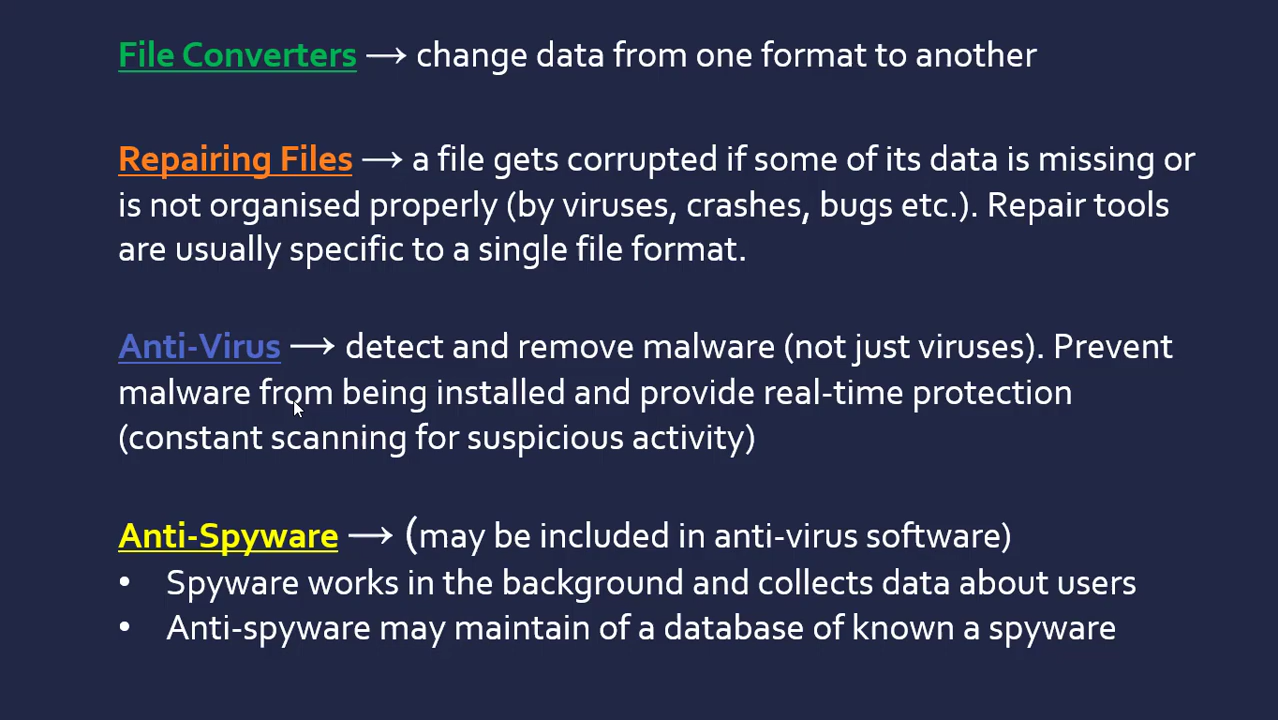 File Converters → change data from one format to another
Repairing Files → a file gets corrupted if some of its data is missing or
is not organised properly (by viruses, crashes, bugs etc.). Repair tools
are usually specific to a single file format.
Anti-Virus → detect and remove malware (not just viruses). Prevent
malware from being installed and provide real-time protection
(constant scanning for suspicious activity)
Anti-Spyware → (may be included in anti-virus software)
• Spyware works in the background and collects data about users
• Anti-spyware may maintain of a database of known a spyware